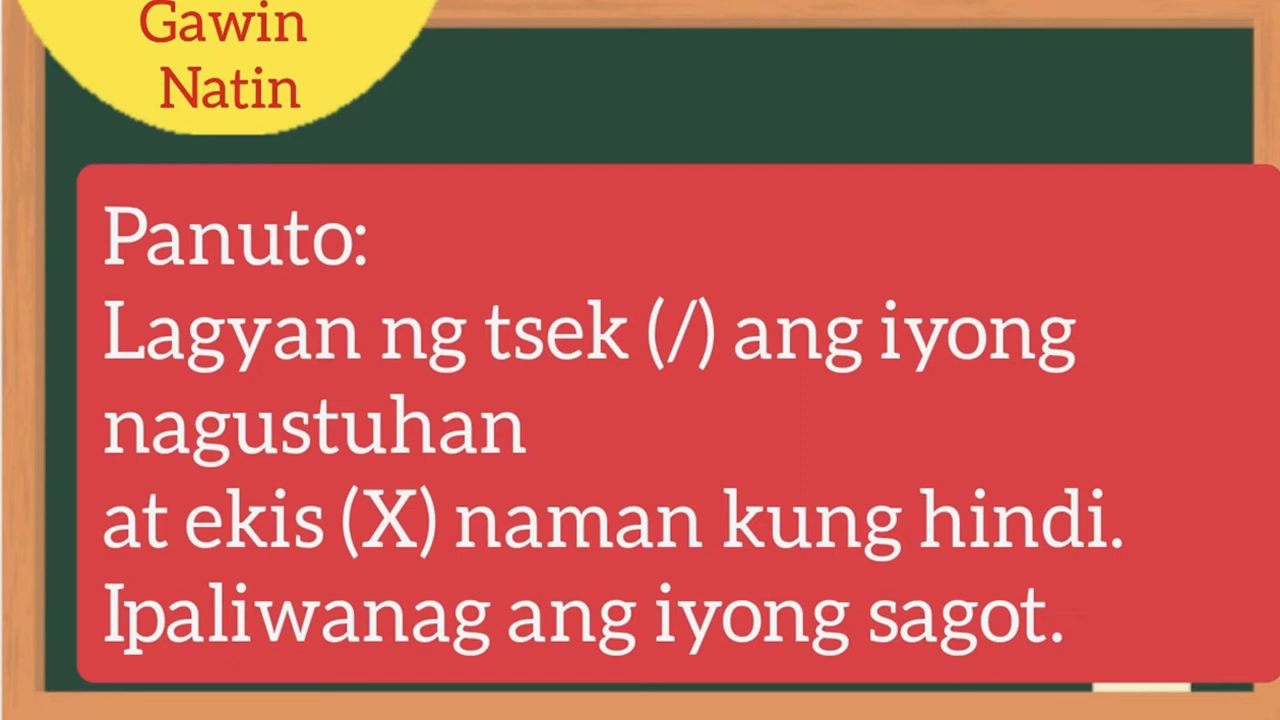 Gawin
Natin
Panuto:
Lagyan ng tsek (/) ang iyong
nagustuhan
at ekis (X) naman kung hindi.
Ipaliwanag ang iyong sagot.